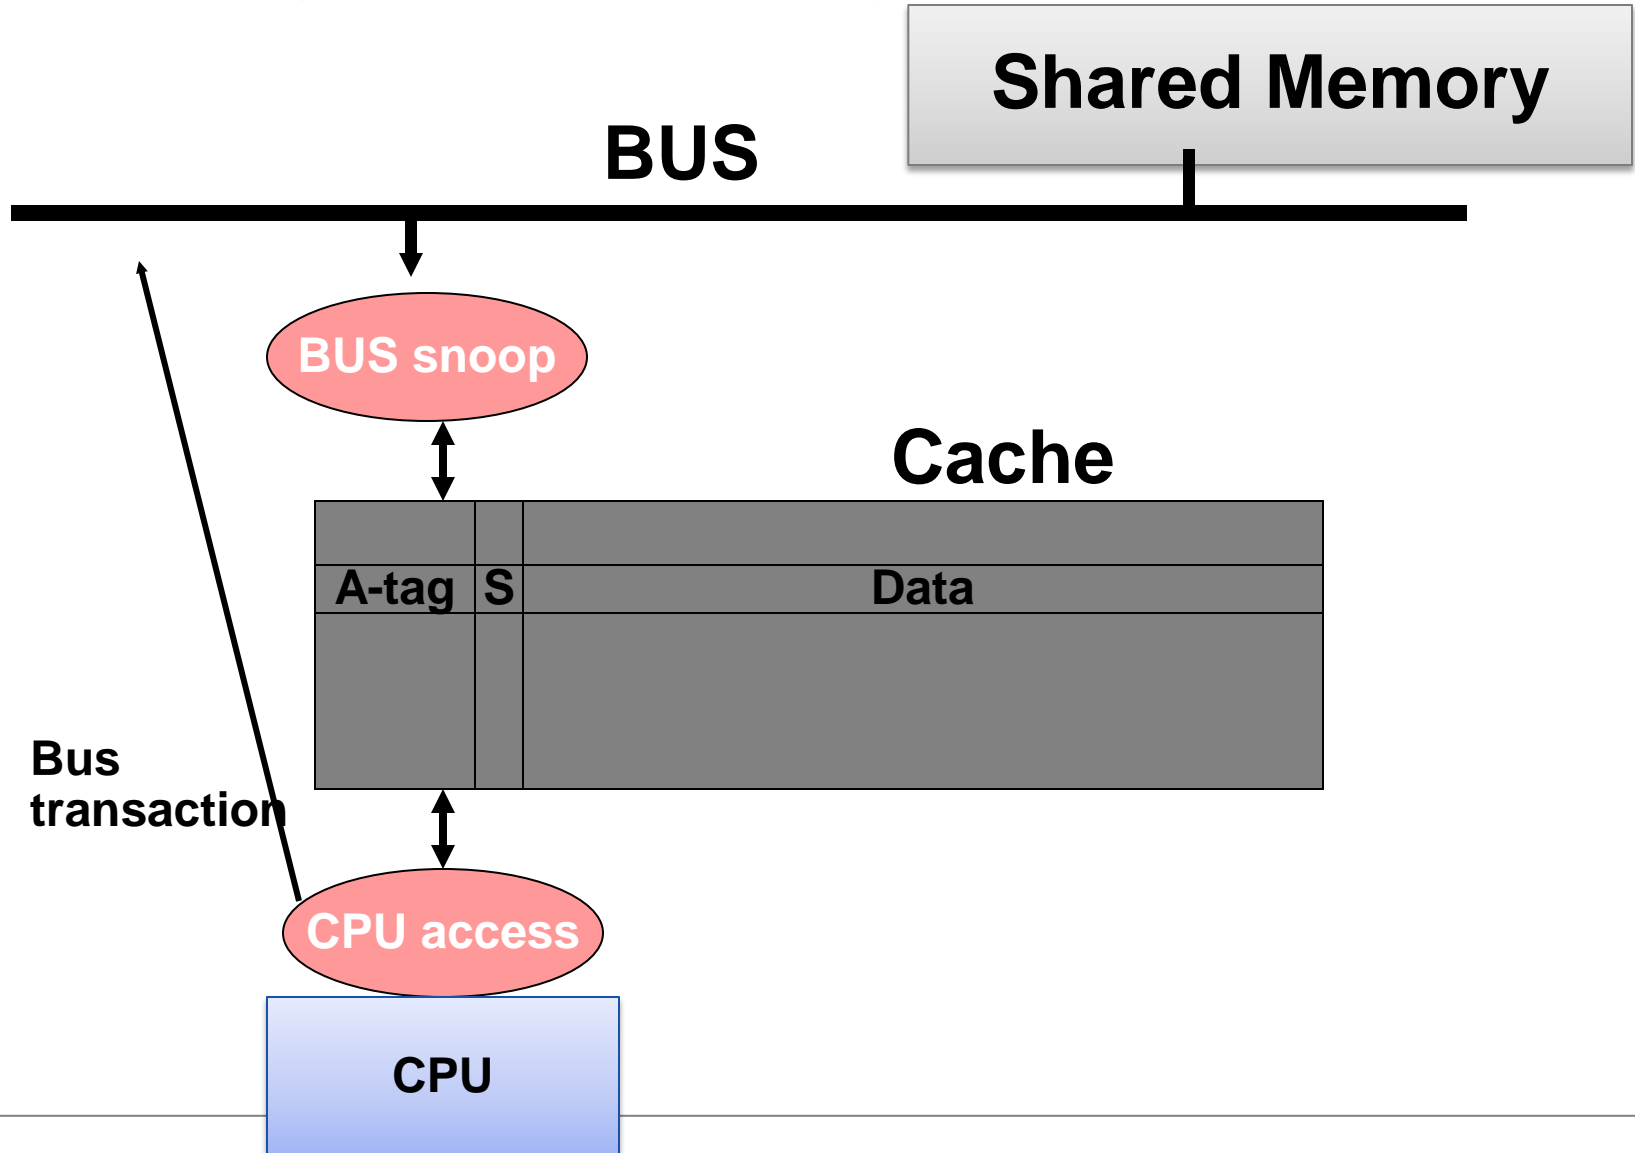 Shared Memory
BUS
BUS snoop
Cache
A-tag S Data
Bus
transaction
CPU access
CPU